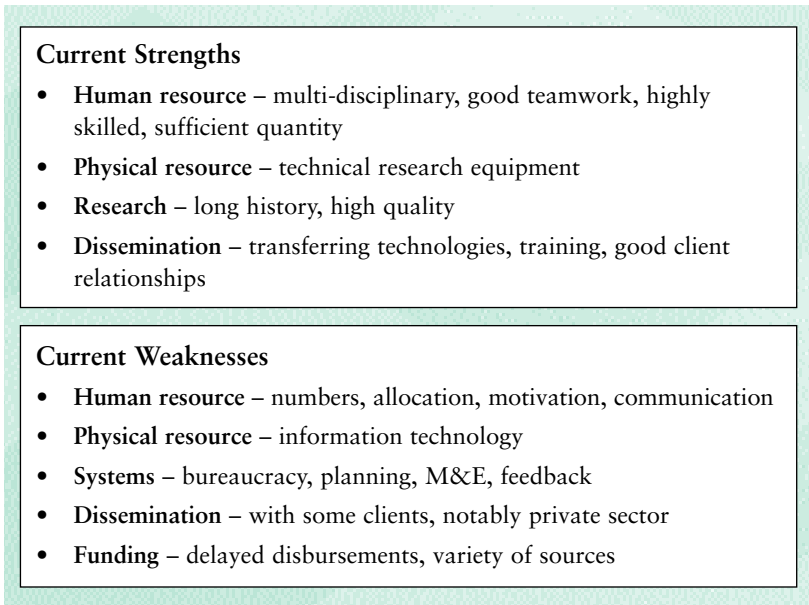 Current Strengths
• Human resource – multi-disciplinary, good teamwork, highly
skilled, sufficient quantity
• Physical resource – technical research equipment
• Research – long history, high quality
• Dissemination – transferring technologies, training, good client
relationships
Current Weaknesses
• Human resource – numbers, allocation, motivation, communication
• Physical resource – information technology
• Systems – bureaucracy, planning, M&E, feedback
• Dissemination – with some clients, notably private sector
• Funding – delayed disbursements, variety of sources